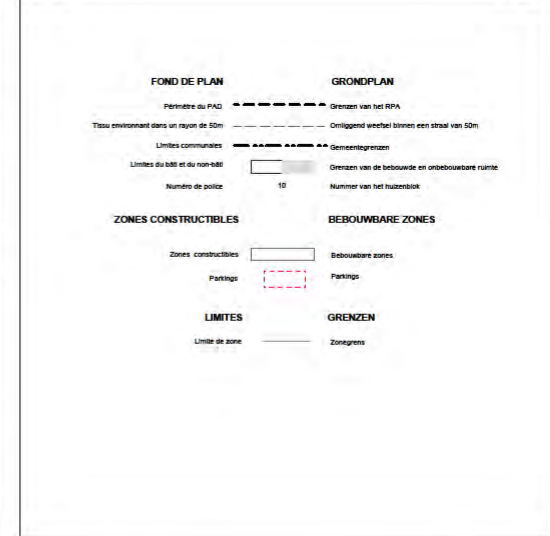 FOND DE PLAN GRONDPLAN
Périmètre du PAD Grenzen van het RPA
Tissu environnant dans un rayon de 50m Omliggend weefsel binnen een straal van 50m
Limites communales Gemeentegrenzen
Limites du bâti et du non-bâti Grenzen van de bebouwde en onbebouwbare ruimte
Numéro de police 10 Nummer van het huizenblok
ZONES CONSTRUCTIBLES BEBOUWBARE ZONES
Zones constructibles Bebouwbare zones
Parkings Parkings
LIMITES GRENZEN
Limite de zone Zonegrens